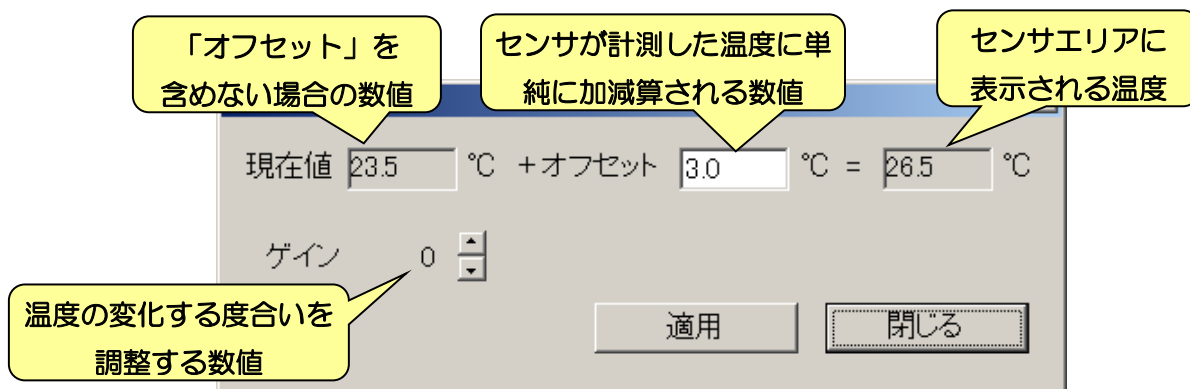 「オフセット」を
含めない場合の数値
センサが計測した温度に単
純に加減算される数値
センサエリアに
表示される温度
現在値 23.5 ℃ +オフセット 3.0 ℃ = 26.5 ℃
ゲイン 0
温度の変化する度合いを
調整する数値
適用 閉じる